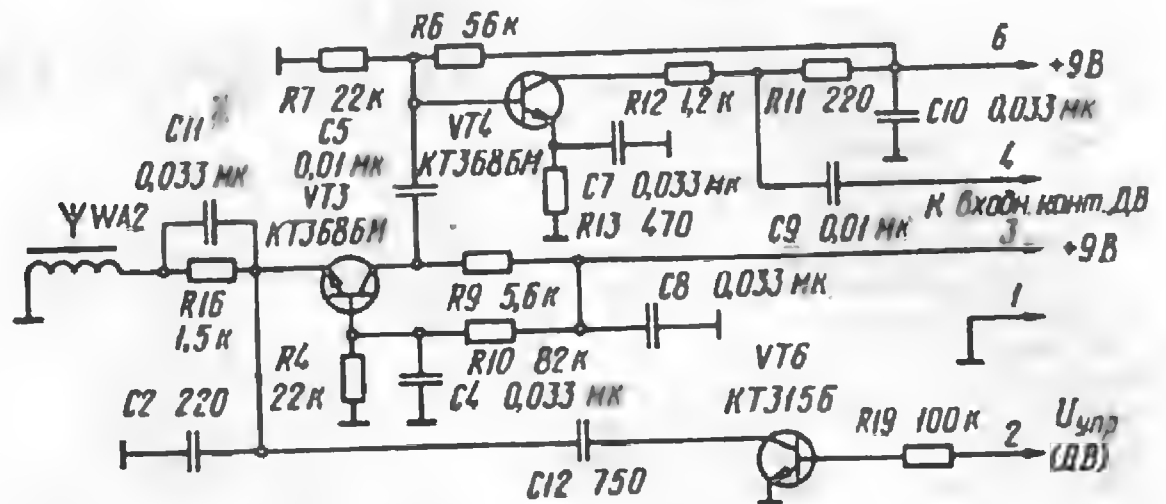 R6 56к
6
+9В
R7 22к
R12 1,2к
R11 220
C10 0,033 мк
C11
0,033 мк
C5
0,01 мк
VT4
КТ368БМ
4
К входн. конт. ДВ
C7 0,033 мк
R13 470
C9 0,01 мк
3
+9В
WA2
VT3
КТ368БМ
R16
1,5к
R9 5,6к
C8 0,033 мк
1
R4
22к
R10 82к
C4 0,033 мк
VT6
КТ315Б
C2 220
R19 100к
2
Uупр
(ДВ)
C12 750